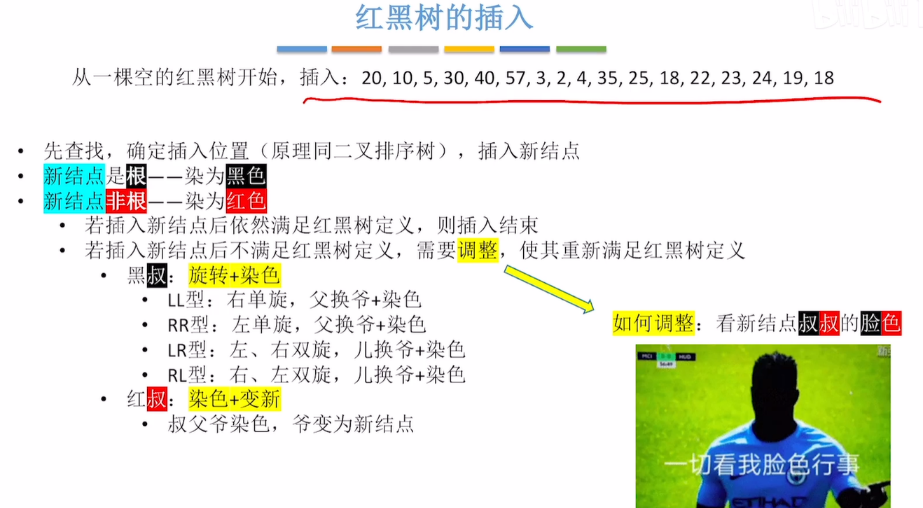 红黑树的插入
bilibili
从一棵空的红黑树开始，插入：20, 10, 5, 30, 40, 57, 3, 2, 4, 35, 25, 18, 22, 23, 24, 19, 18
• 先查找，确定插入位置（原理同二叉排序树），插入新结点
• 新结点是根——染为黑色
• 新结点非根——染为红色
• 若插入新结点后依然满足红黑树定义，则插入结束
• 若插入新结点后不满足红黑树定义，需要调整，使其重新满足红黑树定义
• 黑叔：旋转+染色
• LL型：右单旋，父换爷+染色
• RR型：左单旋，父换爷+染色
• LR型：左、右双旋，儿换爷+染色
• RL型：右、左双旋，儿换爷+染色
• 红叔：染色+变新
• 叔父爷染色，爷变为新结点
如何调整：看新结点叔叔的脸色
MCI
HUD
一切看我脸色行事